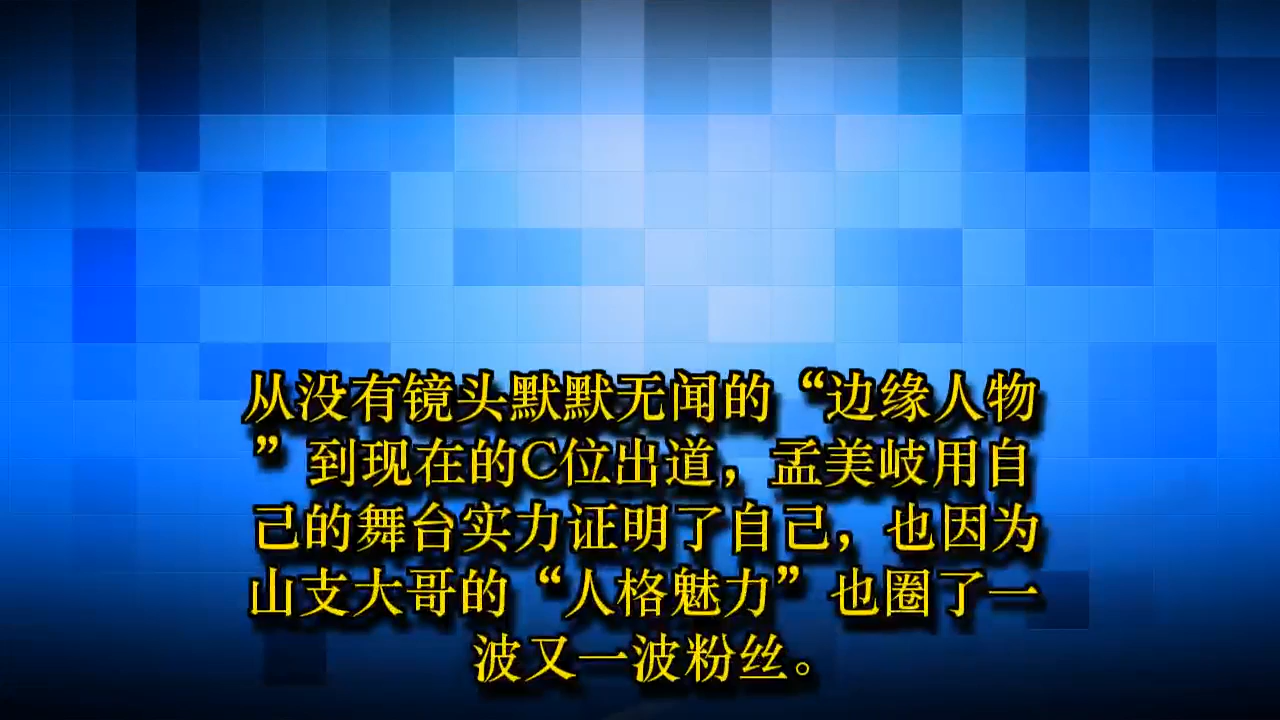 从没有镜头默默无闻的“边缘人物
”到现在的C位出道，孟美岐用自
己的舞台实力证明了自己，也因为
山支大哥的“人格魅力”也圈了一
波又一波粉丝。